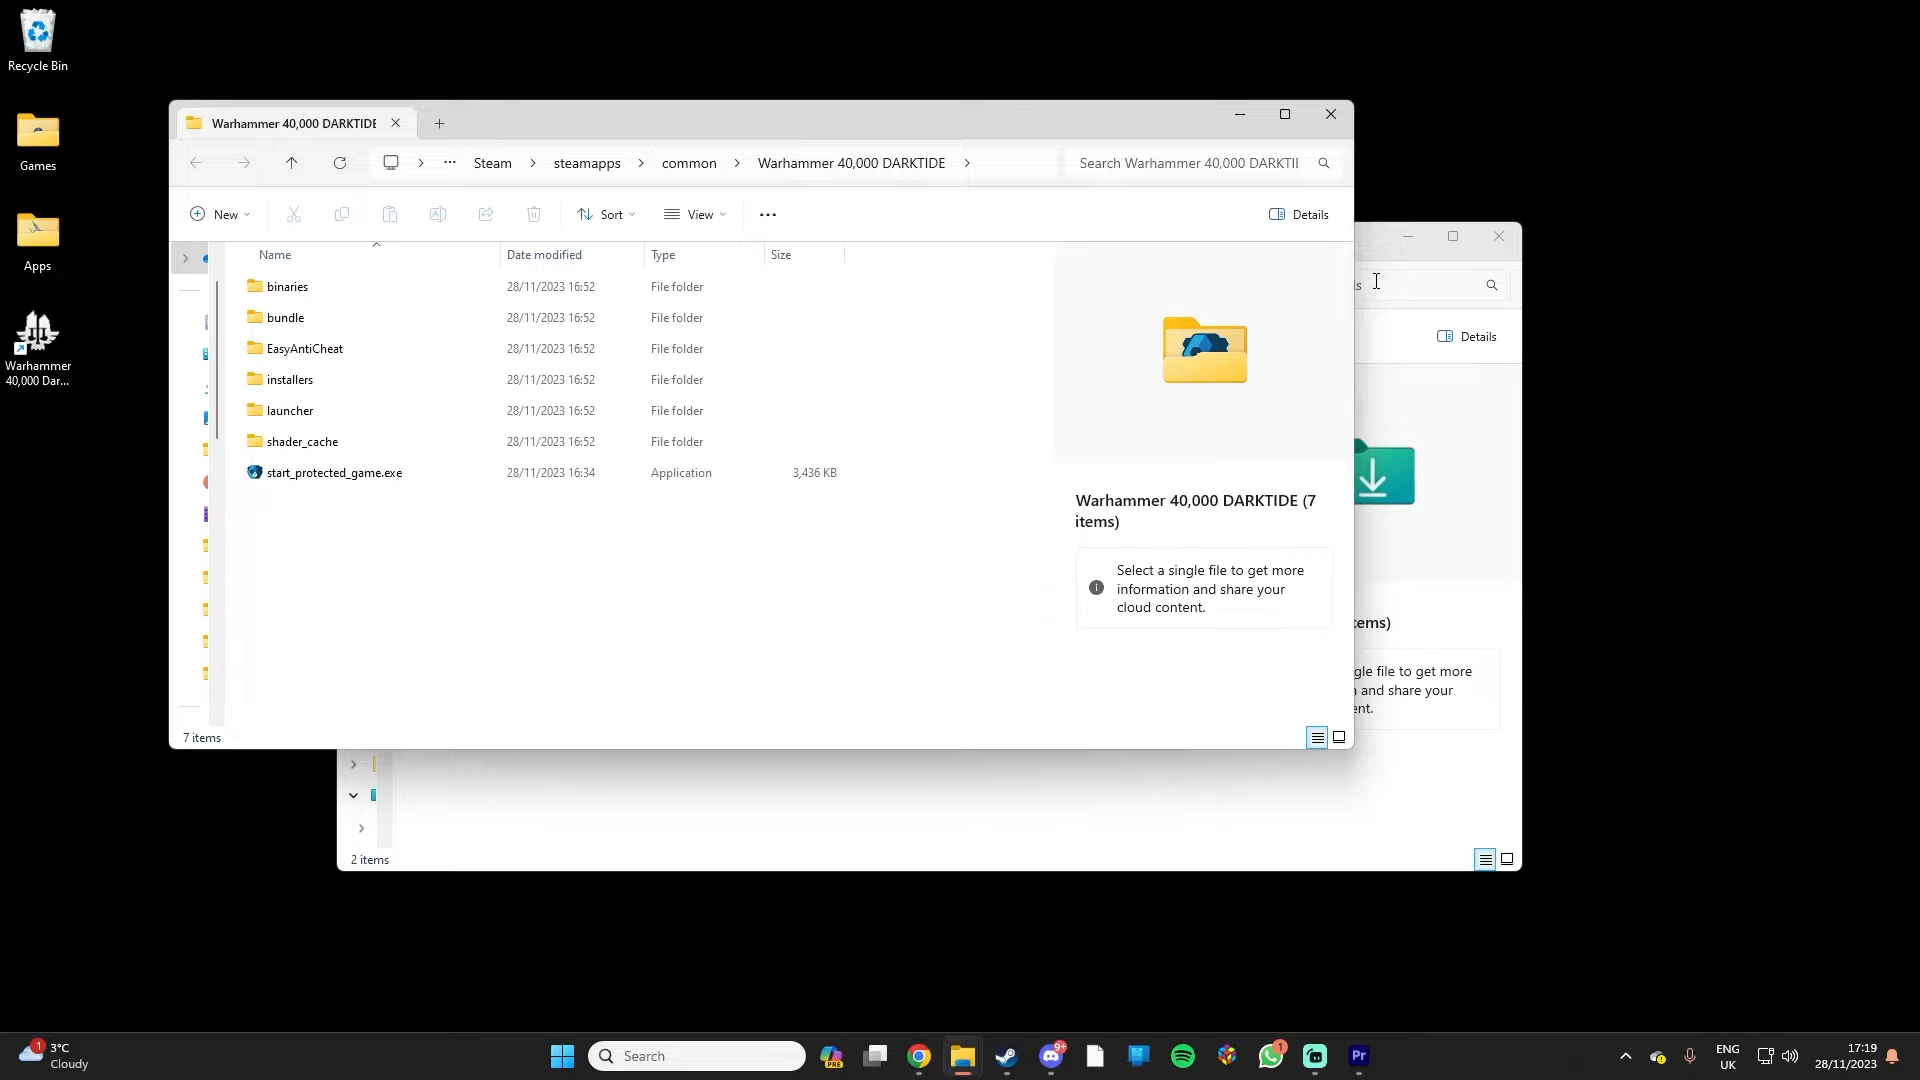 Recycle Bin
Games
Apps
Warhammer
40,000 Dar...
Warhammer 40,000 DARKTIDE
Steam
steamapps
common
Warhammer 40,000 DARKTIDE
Search Warhammer 40,000 DARKTII
New
Sort
View
Details
Name
Date modified
Type
Size
binaries 28/11/2023 16:52 File folder
bundle 28/11/2023 16:52 File folder
EasyAntiCheat 28/11/2023 16:52 File folder
installers 28/11/2023 16:52 File folder
launcher 28/11/2023 16:52 File folder
shader_cache 28/11/2023 16:52 File folder
start_protected_game.exe 28/11/2023 16:34 Application 3,436 KB
Warhammer 40,000 DARKTIDE (7
items)
Select a single file to get more
information and share your
cloud content.
7 items
s
Details
tems)
gle file to get more
and share your
ent.
2 items
1
3°C
Cloudy
Search
PRE
9+
1
Pr
ENG
UK
17:19
28/11/2023